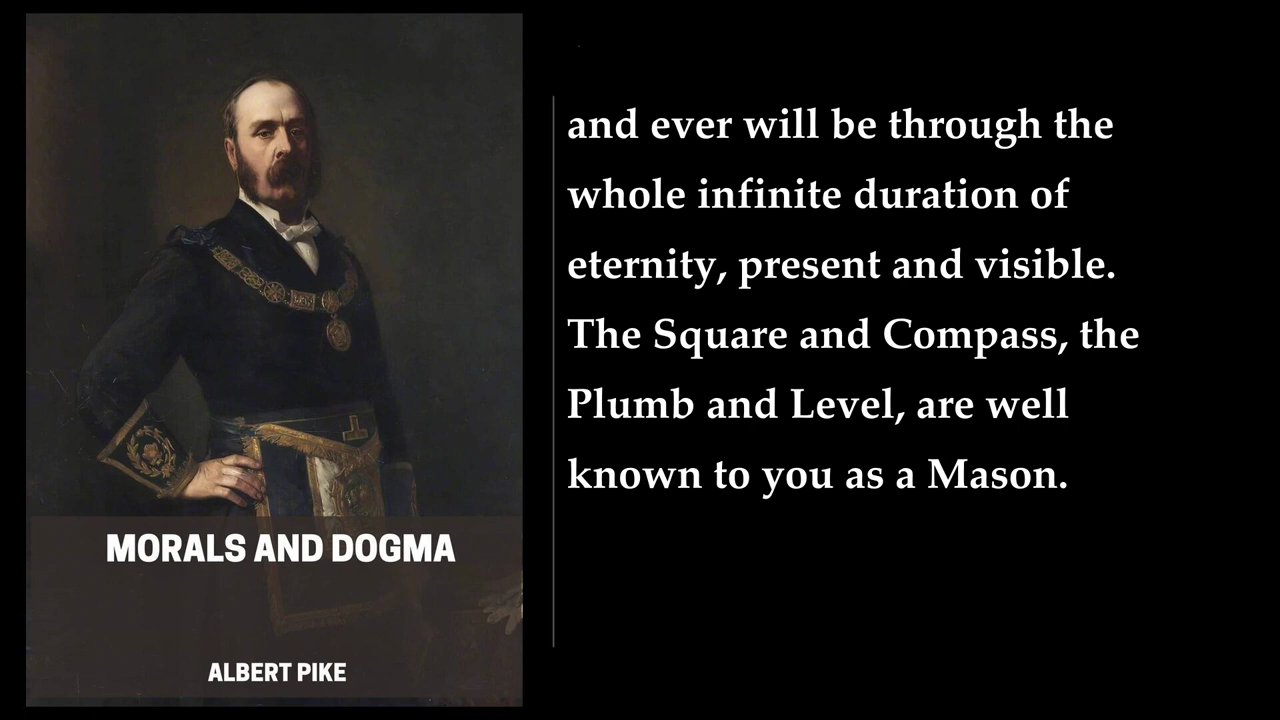 MORALS AND DOGMA
ALBERT PIKE
and ever will be through the
whole infinite duration of
eternity, present and visible.
The Square and Compass, the
Plumb and Level, are well
known to you as a Mason.